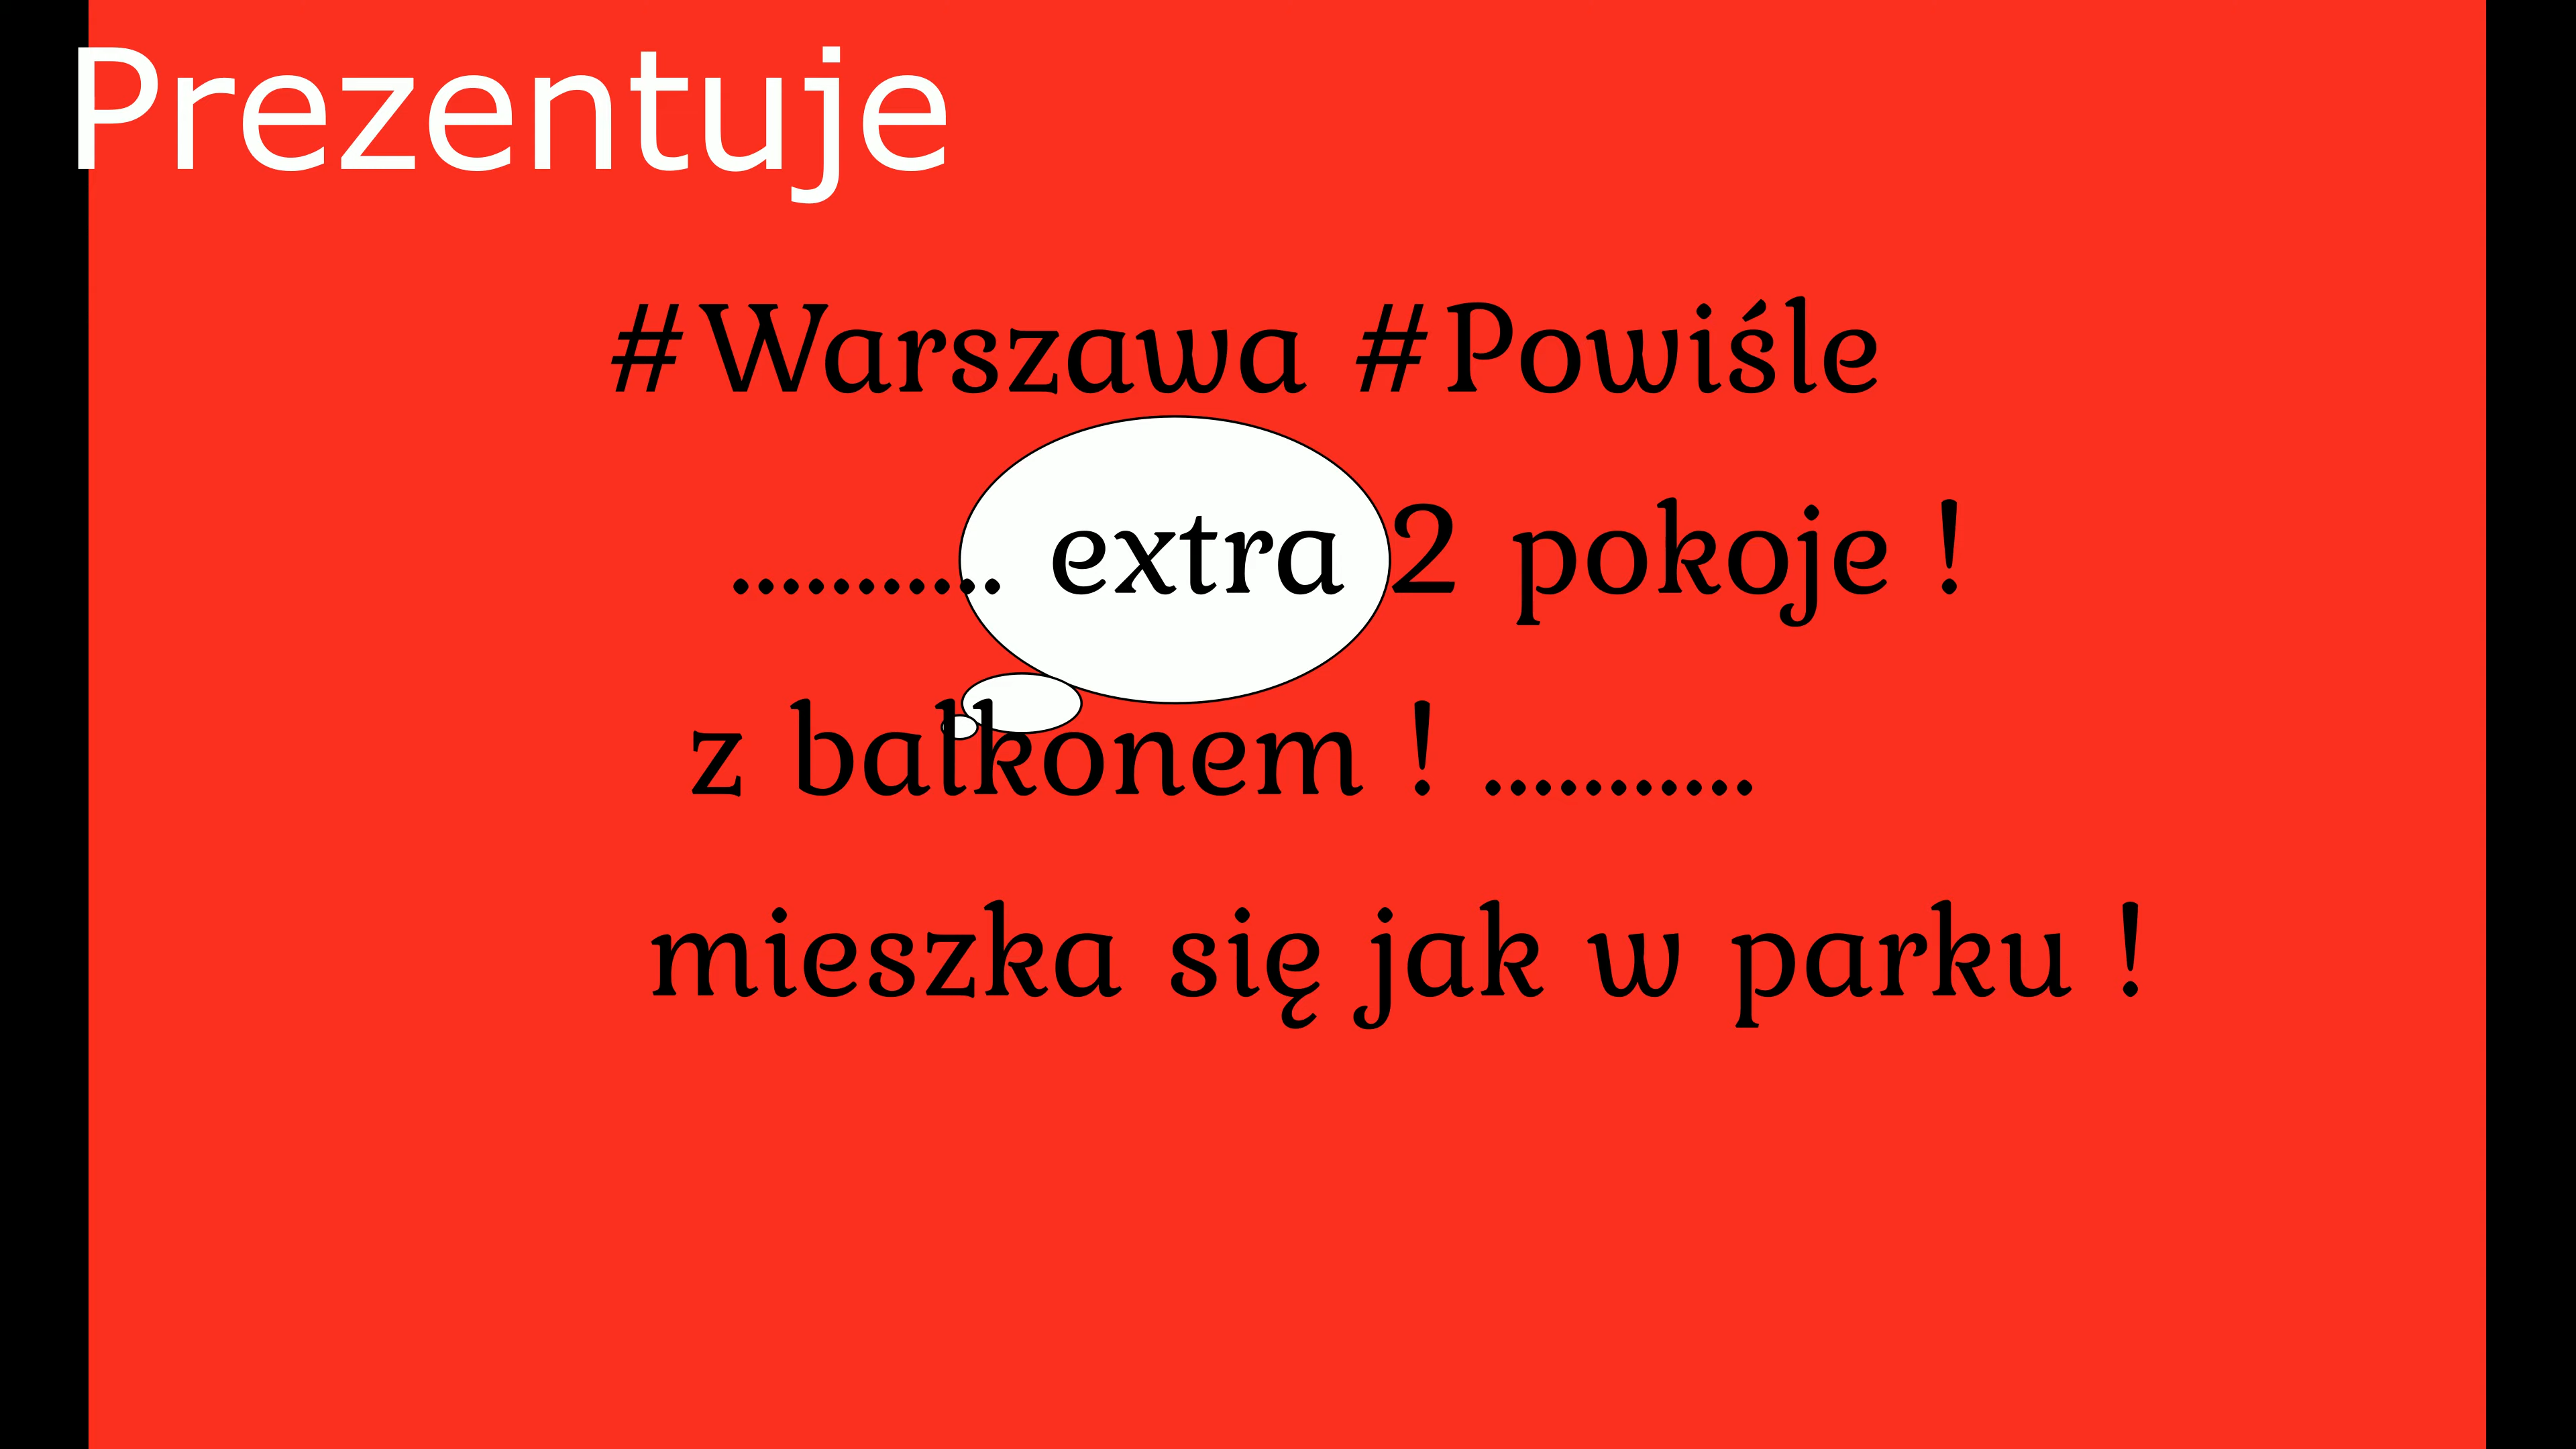 Prezentuje
#Warszawa #Powiśle
........... extra 2 pokoje !
z balkonem ! ...........
mieszka się jak w parku !